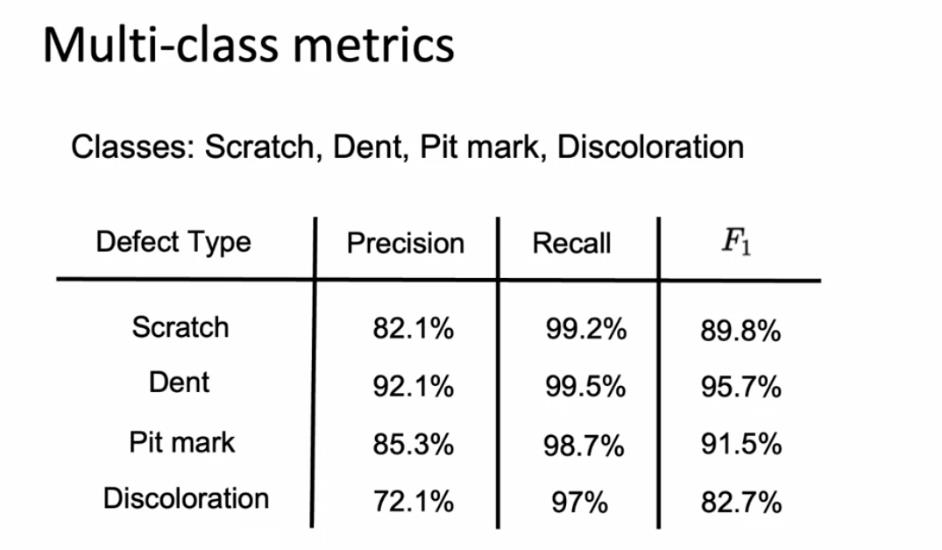 Multi-class metrics
Classes: Scratch, Dent, Pit mark, Discoloration
Defect Type Precision Recall F₁
Scratch 82.1% 99.2% 89.8%
Dent 92.1% 99.5% 95.7%
Pit mark 85.3% 98.7% 91.5%
Discoloration 72.1% 97% 82.7%